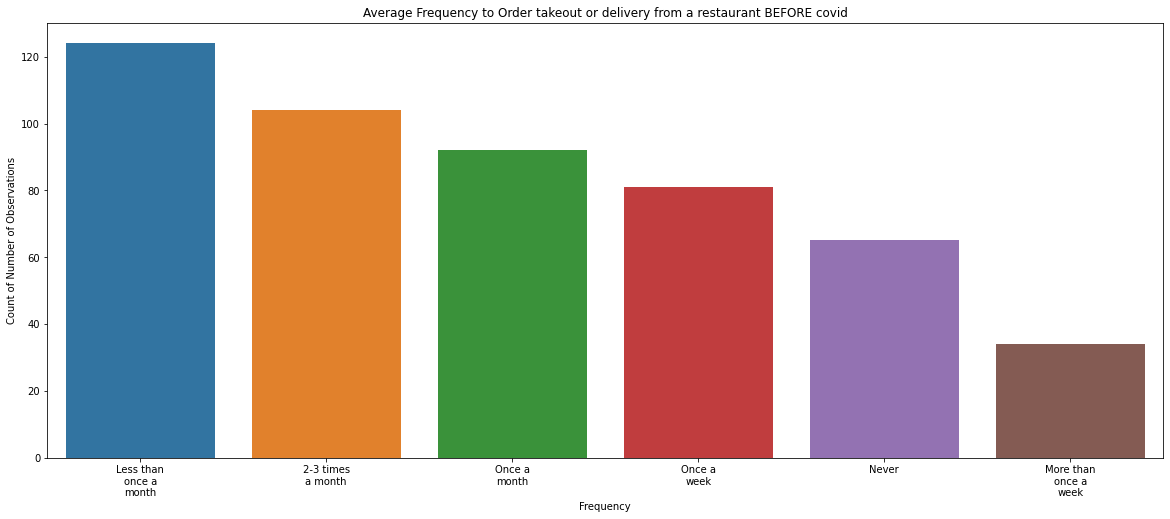 Average Frequency to Order takeout or delivery from a restaurant BEFORE covid
Count of Number of Observations
120
100
80
60
40
20
0
Less than
once a
month
2-3 times
a month
Once a
month
Once a
week
Never
More than
once a
week
Frequency